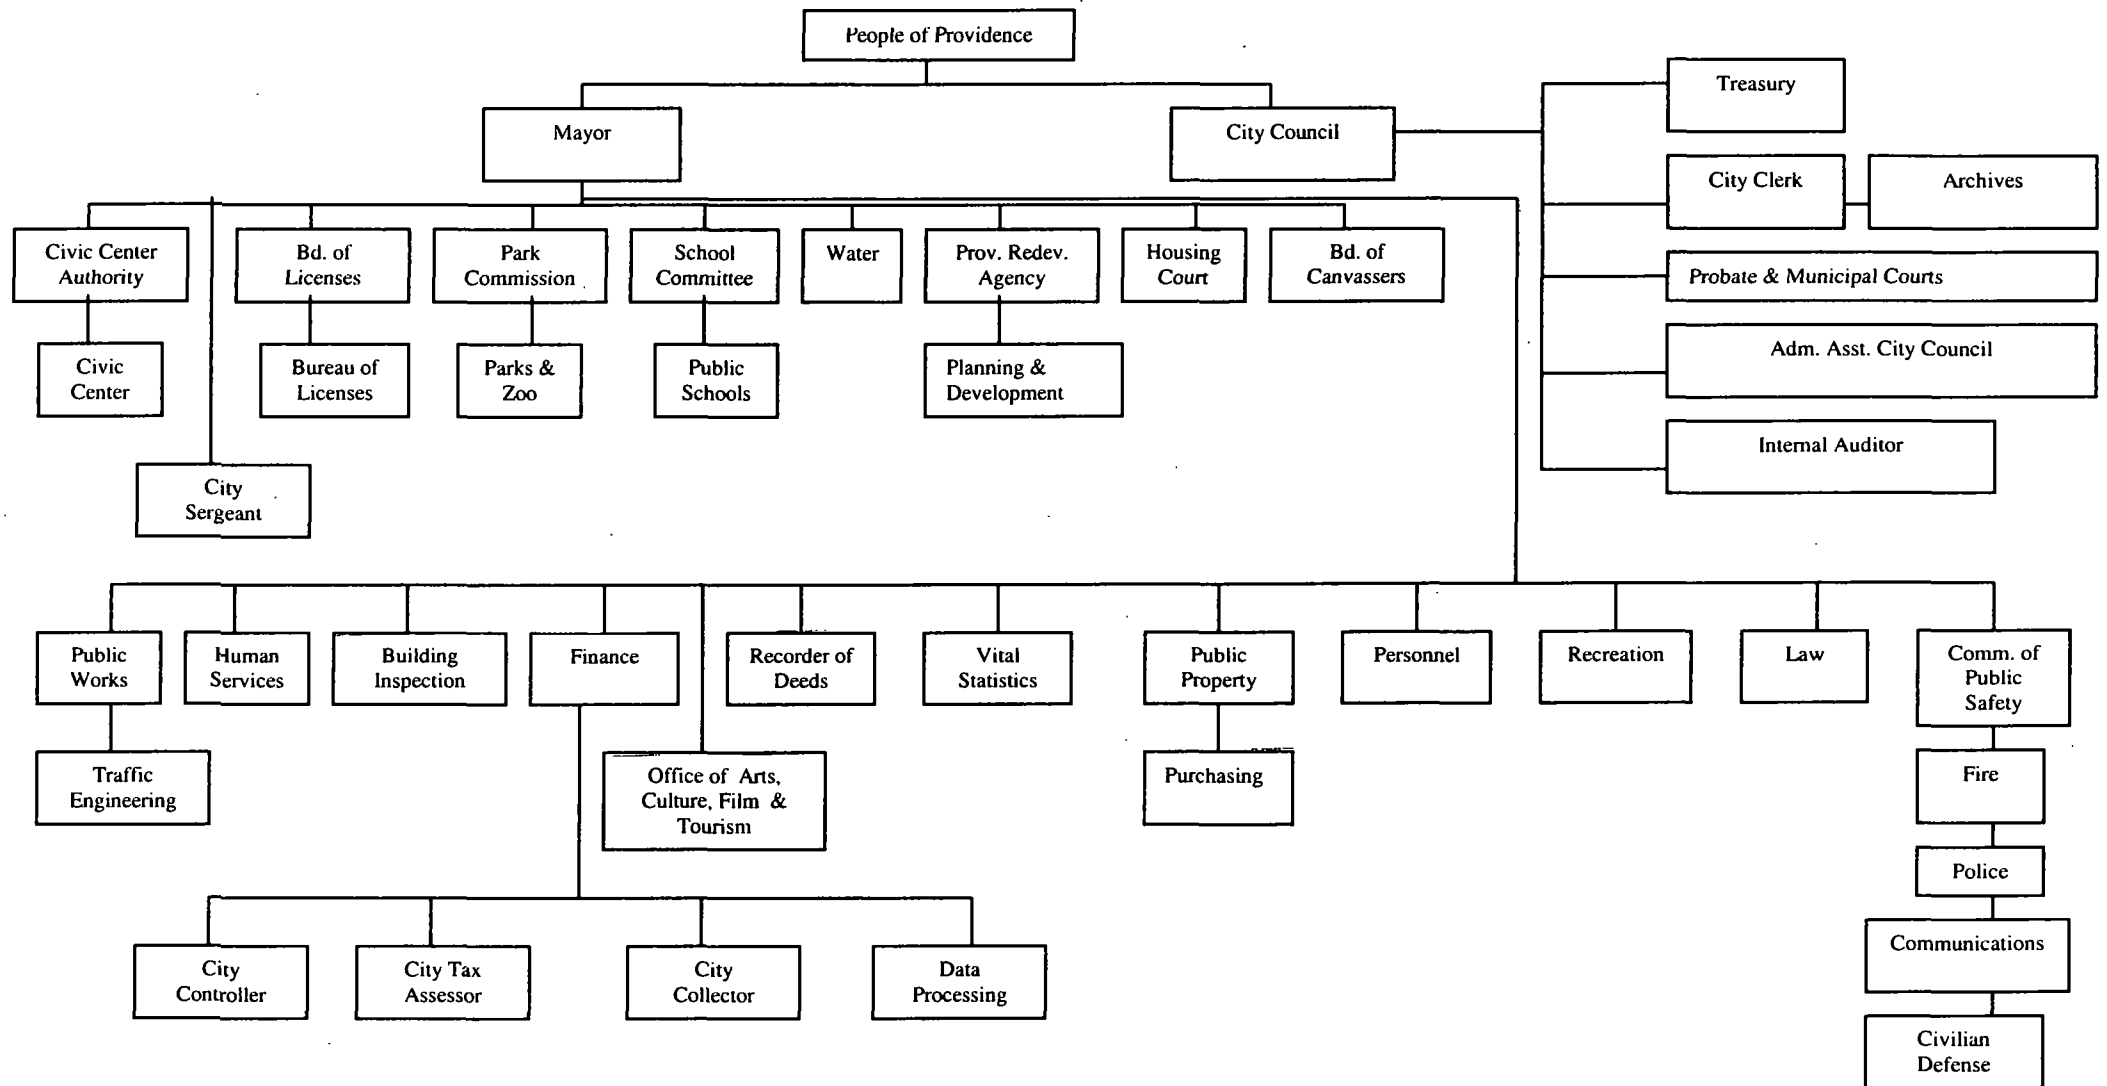 People of Providence
Mayor
City Council
Treasury
City Clerk
Archives
Probate & Municipal Courts
Adm. Asst. City Council
Internal Auditor
Civic Center
Authority
Bd. of
Licenses
Park
Commission
School
Committee
Water
Prov. Redev.
Agency
Housing
Court
Bd. of
Canvassers
Civic
Center
Bureau of
Licenses
Parks &
Zoo
Public
Schools
Planning &
Development
City
Sergeant
Public
Works
Human
Services
Building
Inspection
Finance
Recorder of
Deeds
Vital
Statistics
Public
Property
Personnel
Recreation
Law
Comm. of
Public
Safety
Traffic
Engineering
Office of Arts,
Culture, Film &
Tourism
Purchasing
Fire
Police
Communications
Civilian
Defense
City
Controller
City Tax
Assessor
City
Collector
Data
Processing